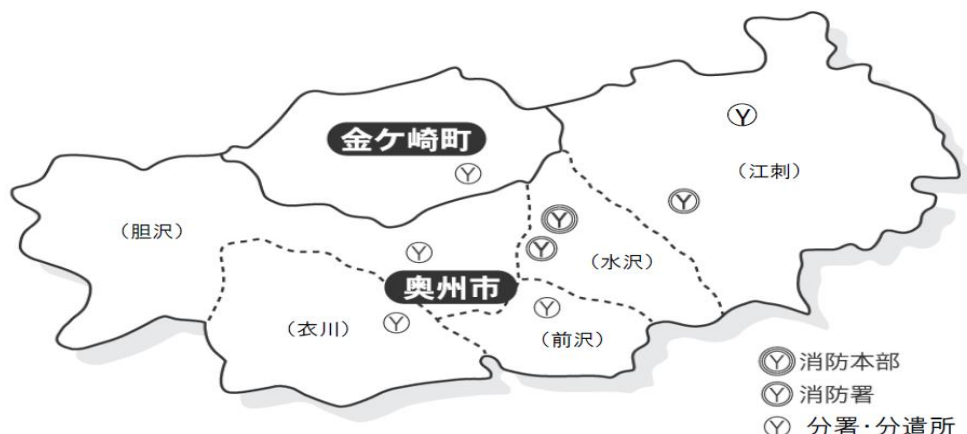 金ケ崎町
（江刺）
（胆沢）
（水沢）
奥州市
（衣川）
（前沢）
消防本部
消防署
分署・分遣所